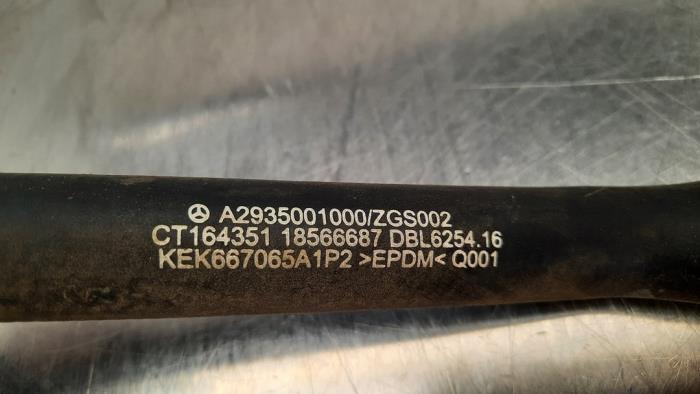 A2935001000/ZGS002
CT164351 18566687 DBL6254.16
KEK667065A1P2 >EPDM< Q001